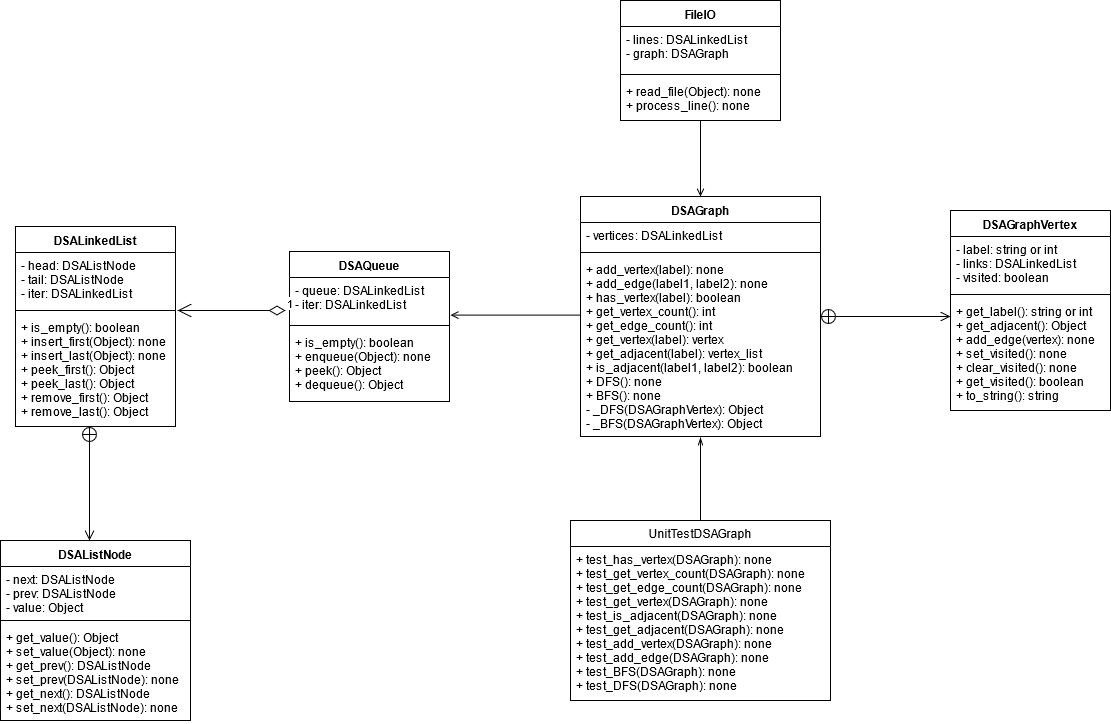 FileIO
- lines: DSALinkedList
- graph: DSAGraph
+ read_file(Object): none
+ process_line(): none
DSALinkedList
- head: DSAListNode
- tail: DSAListNode
- iter: DSALinkedList
+ is_empty(): boolean
+ insert_first(Object): none
+ insert_last(Object): none
+ peek_first(): Object
+ peek_last(): Object
+ remove_first(): Object
+ remove_last(): Object
DSAQueue
- queue: DSALinkedList
- iter: DSALinkedList
1
+ is_empty(): boolean
+ enqueue(Object): none
+ peek(): Object
+ dequeue(): Object
DSAGraph
- vertices: DSALinkedList
+ add_vertex(label): none
+ add_edge(label1, label2): none
+ has_vertex(label): boolean
+ get_vertex_count(): int
+ get_edge_count(): int
+ get_vertex(label): vertex
+ get_adjacent(label): vertex_list
+ is_adjacent(label1, label2): boolean
+ DFS(): none
+ BFS(): none
- _DFS(DSAGraphVertex): Object
- _BFS(DSAGraphVertex): Object
DSAGraphVertex
- label: string or int
- links: DSALinkedList
- visited: boolean
+ get_label(): string or int
+ get_adjacent(): Object
+ add_edge(vertex): none
+ set_visited(): none
+ clear_visited(): none
+ get_visited(): boolean
+ to_string(): string
DSAListNode
- next: DSAListNode
- prev: DSAListNode
- value: Object
+ get_value(): Object
+ set_value(Object): none
+ get_prev(): DSAListNode
+ set_prev(DSAListNode): none
+ get_next(): DSAListNode
+ set_next(DSAListNode): none
UnitTestDSAGraph
+ test_has_vertex(DSAGraph): none
+ test_get_vertex_count(DSAGraph): none
+ test_get_edge_count(DSAGraph): none
+ test_get_vertex(DSAGraph): none
+ test_is_adjacent(DSAGraph): none
+ test_get_adjacent(DSAGraph): none
+ test_add_vertex(DSAGraph): none
+ test_add_edge(DSAGraph): none
+ test_BFS(DSAGraph): none
+ test_DFS(DSAGraph): none